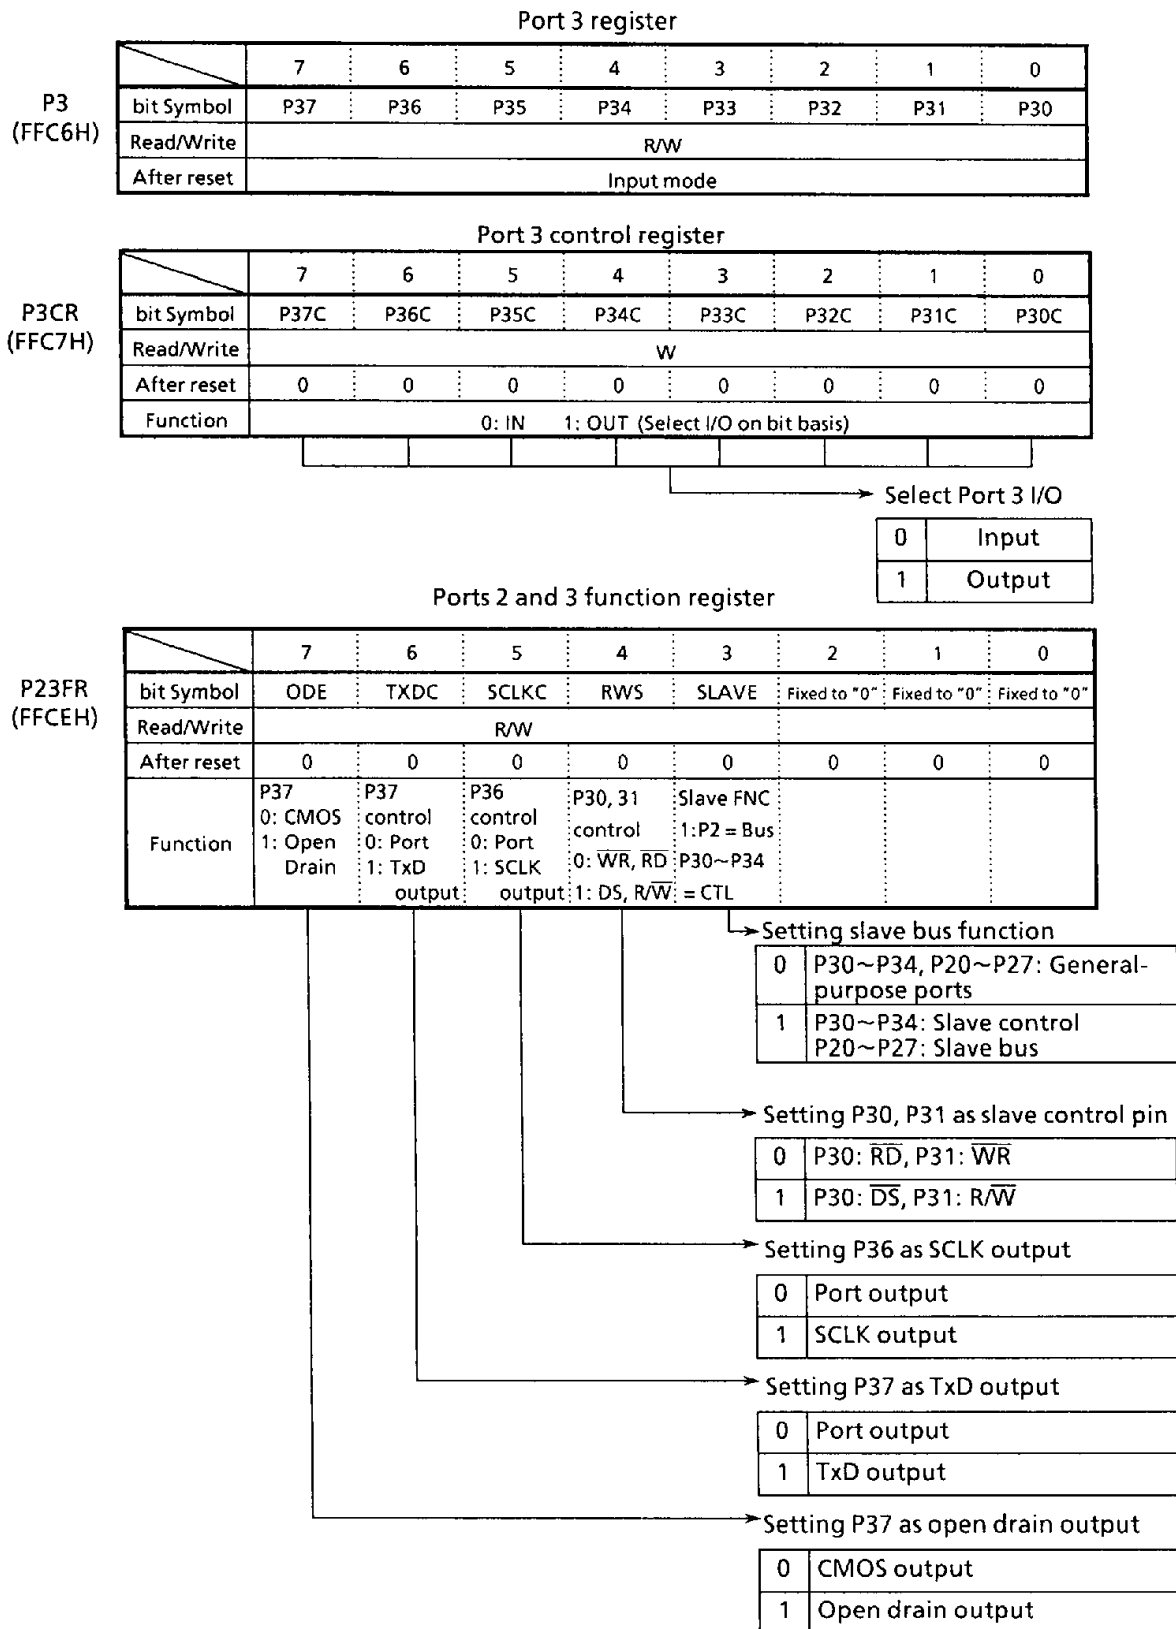 Port 3 register
7 6 5 4 3 2 1 0
P3 (FFC6H)
bit Symbol P37 P36 P35 P34 P33 P32 P31 P30
Read/Write R/W
After reset Input mode
Port 3 control register
7 6 5 4 3 2 1 0
P3CR (FFC7H)
bit Symbol P37C P36C P35C P34C P33C P32C P31C P30C
Read/Write W
After reset 0 0 0 0 0 0 0 0
Function 0: IN 1: OUT (Select I/O on bit basis)
Select Port 3 I/O
0 Input
1 Output
Ports 2 and 3 function register
7 6 5 4 3 2 1 0
P23FR (FFCEH)
bit Symbol ODE TXDC SCLKC RWS SLAVE Fixed to "0" Fixed to "0" Fixed to "0"
Read/Write R/W
After reset 0 0 0 0 0 0 0 0
Function
P37
0: CMOS
1: Open
Drain
P37
control
0: Port
1: TxD
output
P36
control
0: Port
1: SCLK
output
P30, 31
control
0: W̅R̅, R̅D̅
1: DS, R/W̅
Slave FNC
1:P2 = Bus
P30~P34
= CTL
Setting slave bus function
0 P30~P34, P20~P27: General-
purpose ports
1 P30~P34: Slave control
P20~P27: Slave bus
Setting P30, P31 as slave control pin
0 P30: R̅D̅, P31: W̅R̅
1 P30: D̅S̅, P31: R/W̅
Setting P36 as SCLK output
0 Port output
1 SCLK output
Setting P37 as TxD output
0 Port output
1 TxD output
Setting P37 as open drain output
0 CMOS output
1 Open drain output